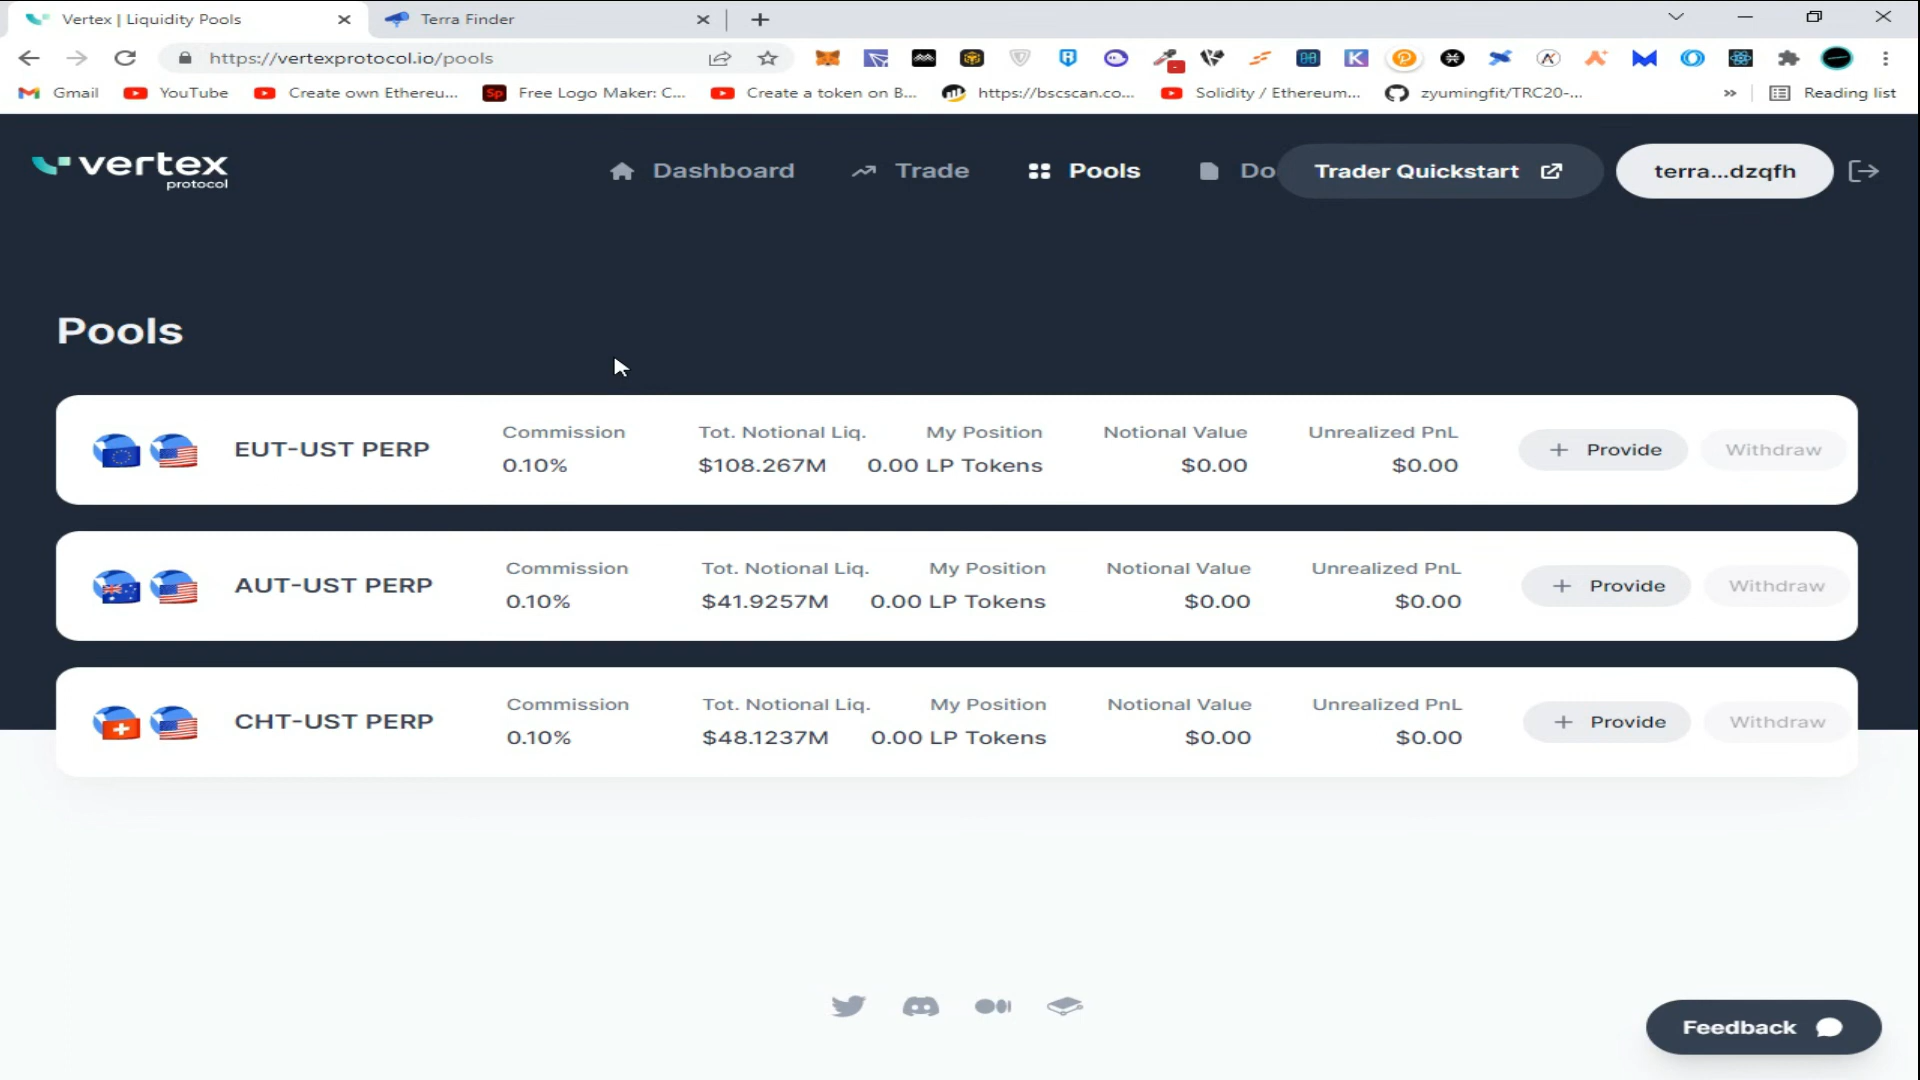 Vertex | Liquidity Pools
Terra Finder
https://vertexprotocol.io/pools
Gmail
YouTube
Create own Ethereu...
Sp
Free Logo Maker: C...
Create a token on B...
https://bscscan.co...
Solidity / Ethereum...
zyumingfit/TRC20-...
»
Reading list
vertex
protocol
Dashboard
Trade
Pools
Do
Trader Quickstart
terra...dzqfh
Pools
EUT-UST PERP
Commission
0.10%
Tot. Notional Liq.
$108.267M
My Position
0.00 LP Tokens
Notional Value
$0.00
Unrealized PnL
$0.00
+ Provide
Withdraw
AUT-UST PERP
Commission
0.10%
Tot. Notional Liq.
$41.9257M
My Position
0.00 LP Tokens
Notional Value
$0.00
Unrealized PnL
$0.00
+ Provide
Withdraw
CHT-UST PERP
Commission
0.10%
Tot. Notional Liq.
$48.1237M
My Position
0.00 LP Tokens
Notional Value
$0.00
Unrealized PnL
$0.00
+ Provide
Withdraw
Feedback